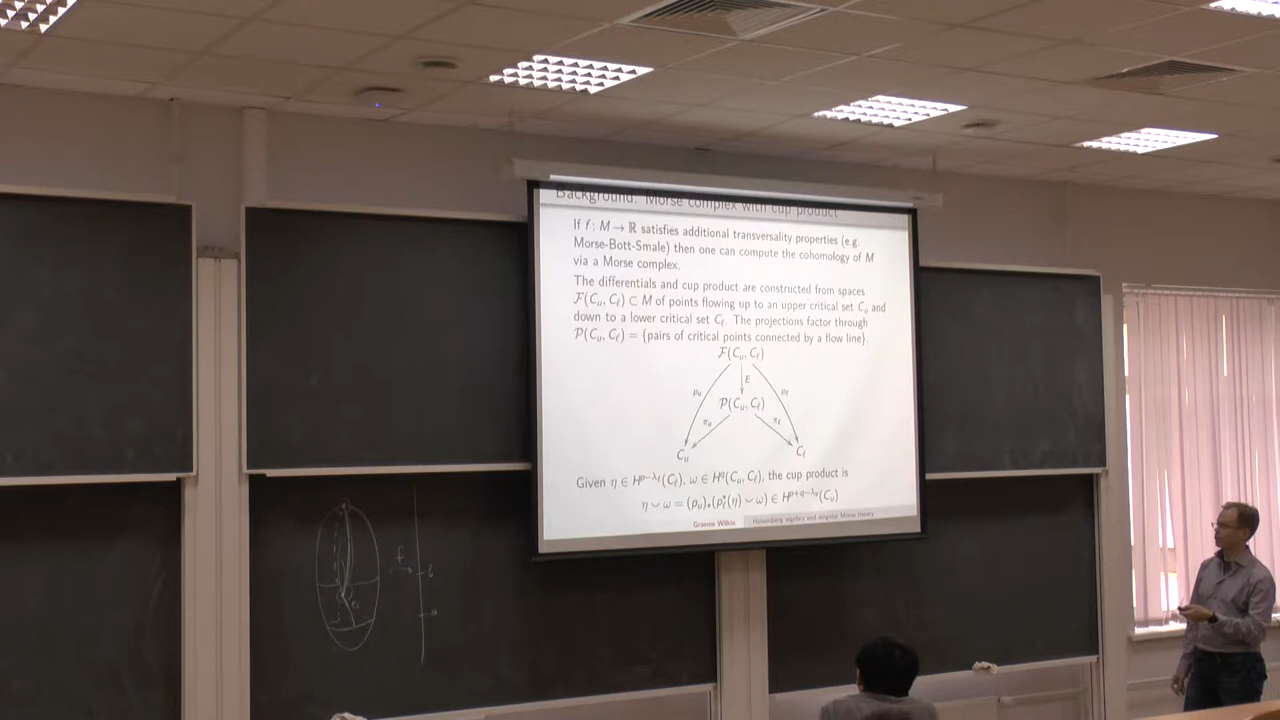 Background: Morse complex with cup product
If f : M → ℝ satisfies additional transversality properties (e.g.
Morse-Bott-Smale) then one can compute the cohomology of M
via a Morse complex.
The differentials and cup product are constructed from spaces
ℱ(C_u, C_ℓ) ⊂ M of points flowing up to an upper critical set C_u and
down to a lower critical set C_ℓ. The projections factor through
𝒫(C_u, C_ℓ) = {pairs of critical points connected by a flow line}.
ℱ(C_u, C_ℓ)
p_u E p_ℓ
𝒫(C_u, C_ℓ)
π_u π_ℓ
C_u C_ℓ
Given η ∈ H^{p−λ_ℓ}(C_ℓ), ω ∈ H^q(C_u, C_ℓ), the cup product is
η ⌣ ω = (p_u)_*(p_ℓ^*(η) ⌣ ω) ∈ H^{p+q−λ_u}(C_u)
Graeme Wilkin Heisenberg algebra and singular Morse theory
f
b
a